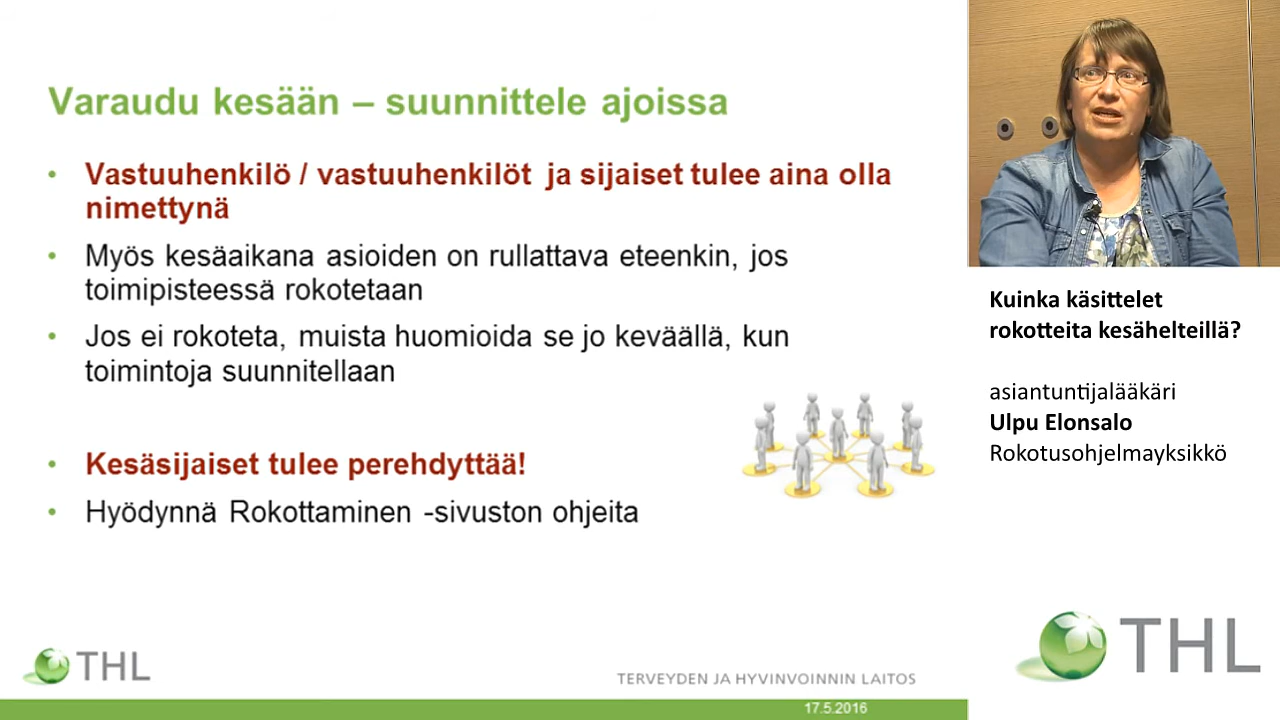 Varaudu kesään – suunnittele ajoissa
• Vastuuhenkilö / vastuuhenkilöt ja sijaiset tulee aina olla
nimettynä
• Myös kesäaikana asioiden on rullattava eteenkin, jos
toimipisteessä rokotetaan
• Jos ei rokoteta, muista huomioida se jo keväällä, kun
toimintoja suunnitellaan
• Kesäsijaiset tulee perehdyttää!
• Hyödynnä Rokottaminen -sivuston ohjeita
THL
TERVEYDEN JA HYVINVOINNIN LAITOS
17.5.2016
Kuinka käsittelet
rokotteita kesähelteillä?
asiantuntijalääkäri
Ulpu Elonsalo
Rokotusohjelmayksikkö
THL